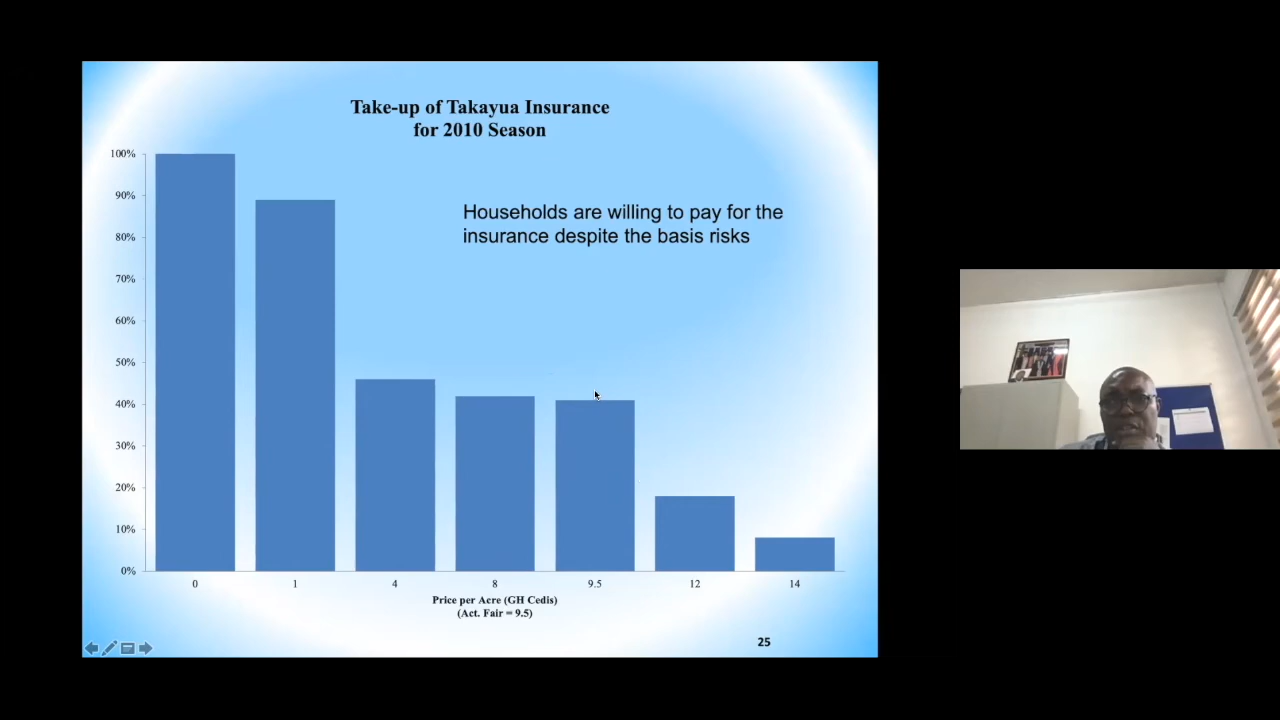 Take-up of Takayua Insurance
for 2010 Season
100%
90%
80%
70%
60%
50%
40%
30%
20%
10%
0%
Households are willing to pay for the
insurance despite the basis risks
0 1 4 8 9.5 12 14
Price per Acre (GH Cedis)
(Act. Fair = 9.5)
25